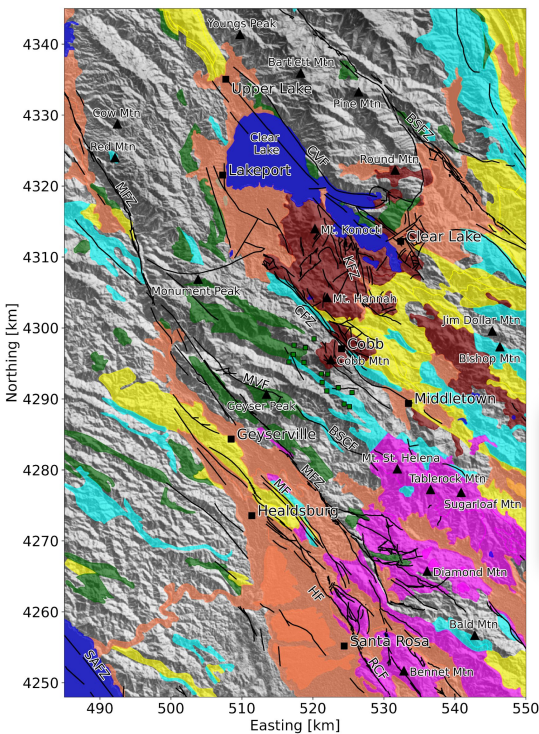 4340
4330
4320
4310
4300
4290
4280
4270
4260
4250
Northing [km]
Youngs Peak
Bartlett Mtn
Upper Lake
Pine Mtn
Cow Mtn
BSFZ
Clear
Lake
CVF
Red Mtn
Round Mtn
Lakeport
MFZ
Mt. Konocti
Clear Lake
KFZ
Monument Peak
Mt. Hannah
CFZ
Jim Dollar Mtn
Cobb
Cobb Mtn
Bishop Mtn
MVF
Geyser Peak
Middletown
BSCF
Geyserville
Mt. St. Helena
MFZ
Tablerock Mtn
MF
Sugarloaf Mtn
Healdsburg
Diamond Mtn
HF
Bald Mtn
Santa Rosa
SAFZ
RCF
Bennet Mtn
490
500
510
520
530
540
550
Easting [km]